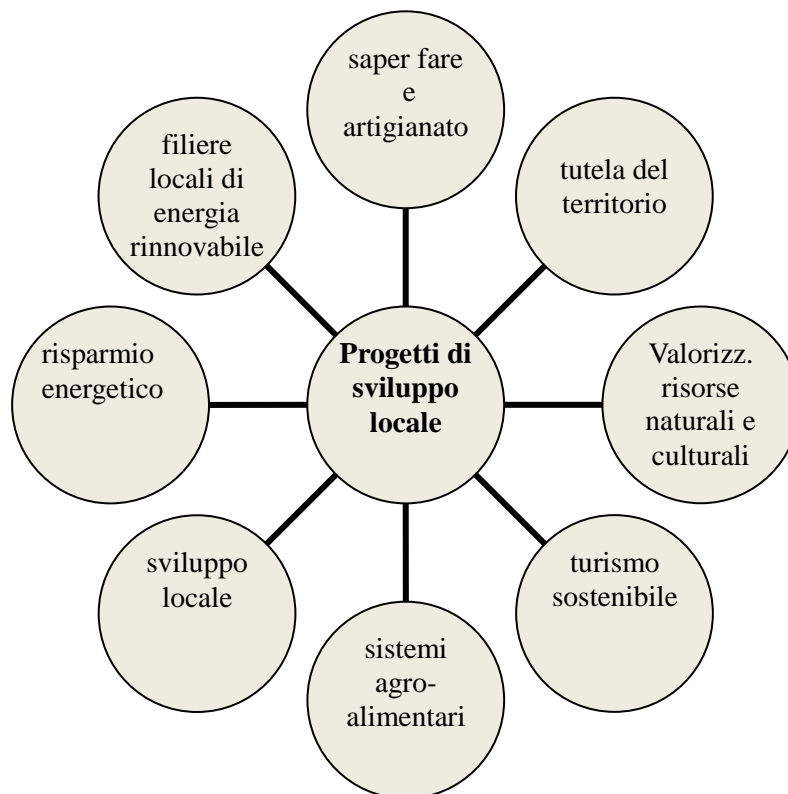 saper fare
e
artigianato
tutela del
territorio
Valorizz.
risorse
naturali e
culturali
turismo
sostenibile
sistemi
agro-
alimentari
sviluppo
locale
risparmio
energetico
filiere
locali di
energia
rinnovabile
Progetti di
sviluppo
locale